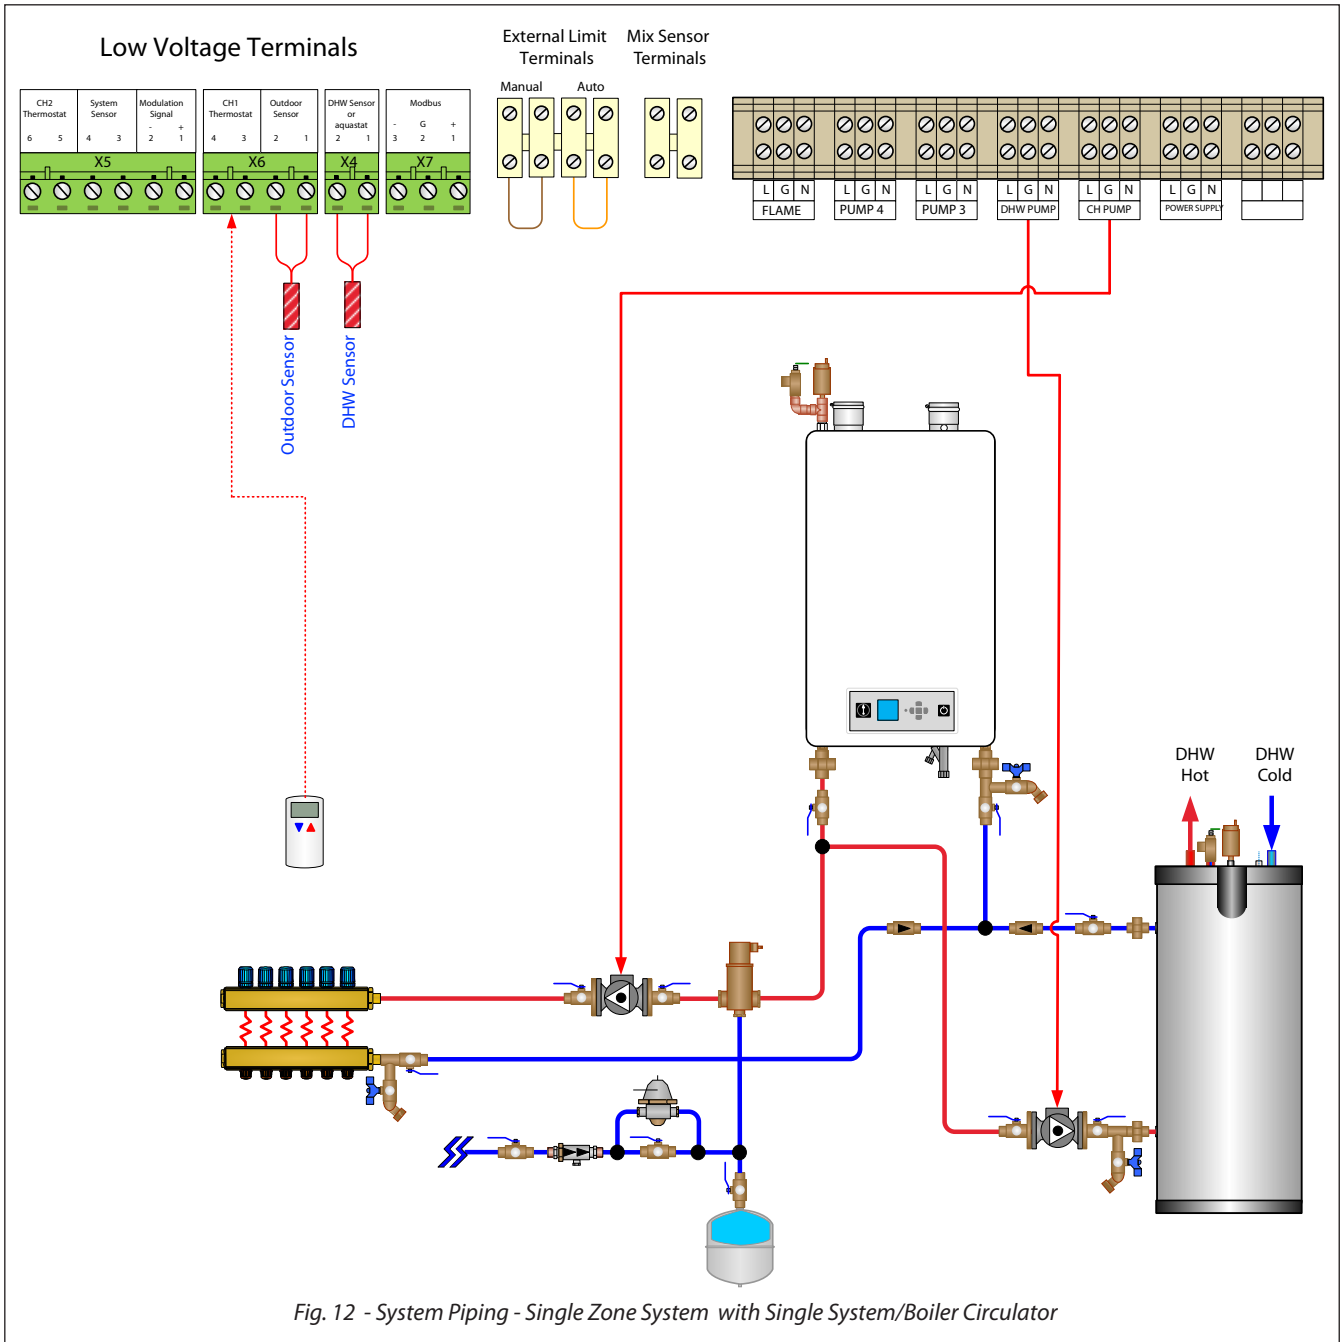 Low Voltage Terminals
External Limit
Terminals
Mix Sensor
Terminals
Manual Auto
CH2
Thermostat
6 5
System
Sensor
4 3
Modulation
Signal
- +
2 1
X5
CH1
Thermostat
4 3
Outdoor
Sensor
2 1
X6
DHW Sensor
or
aquastat
2 1
X4
Modbus
- G +
3 2 1
X7
L G N
FLAME
L G N
PUMP 4
L G N
PUMP 3
L G N
DHW PUMP
L G N
CH PUMP
L G N
POWER SUPPLY
Outdoor Sensor
DHW Sensor
DHW
Hot
DHW
Cold
Fig. 12 - System Piping - Single Zone System with Single System/Boiler Circulator